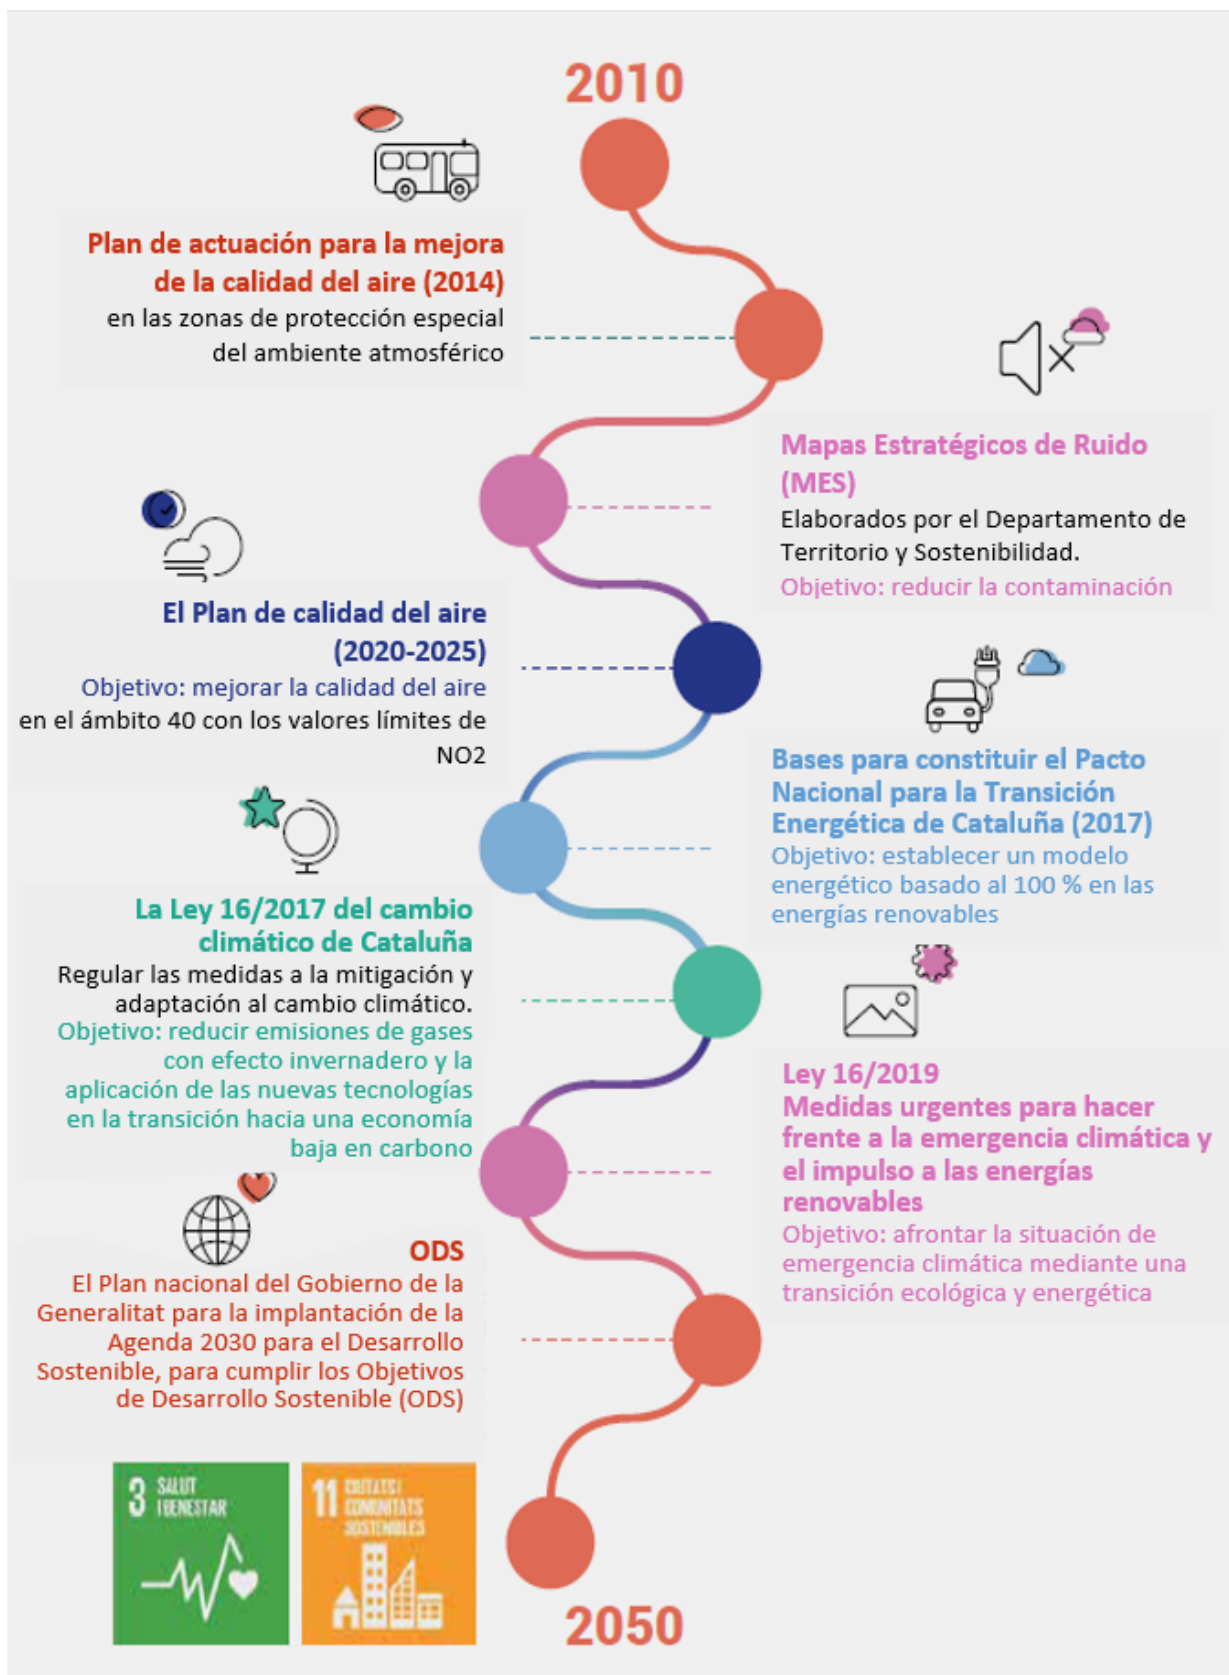 2010
Plan de actuación para la mejora
de la calidad del aire (2014)
en las zonas de protección especial
del ambiente atmosférico
Mapas Estratégicos de Ruido
(MES)
Elaborados por el Departamento de
Territorio y Sostenibilidad.
Objetivo: reducir la contaminación
El Plan de calidad del aire
(2020-2025)
Objetivo: mejorar la calidad del aire
en el ámbito 40 con los valores límites de
NO2
Bases para constituir el Pacto
Nacional para la Transición
Energética de Cataluña (2017)
Objetivo: establecer un modelo
energético basado al 100 % en las
energías renovables
La Ley 16/2017 del cambio
climático de Cataluña
Regular las medidas a la mitigación y
adaptación al cambio climático.
Objetivo: reducir emisiones de gases
con efecto invernadero y la
aplicación de las nuevas tecnologías
en la transición hacia una economía
baja en carbono
Ley 16/2019
Medidas urgentes para hacer
frente a la emergencia climática y
el impulso a las energías
renovables
Objetivo: afrontar la situación de
emergencia climática mediante una
transición ecológica y energética
ODS
El Plan nacional del Gobierno de la
Generalitat para la implantación de la
Agenda 2030 para el Desarrollo
Sostenible, para cumplir los Objetivos
de Desarrollo Sostenible (ODS)
3 SALUT
I BENESTAR
11 CIUTATS I
COMUNITATS
SOSTENIBLES
2050